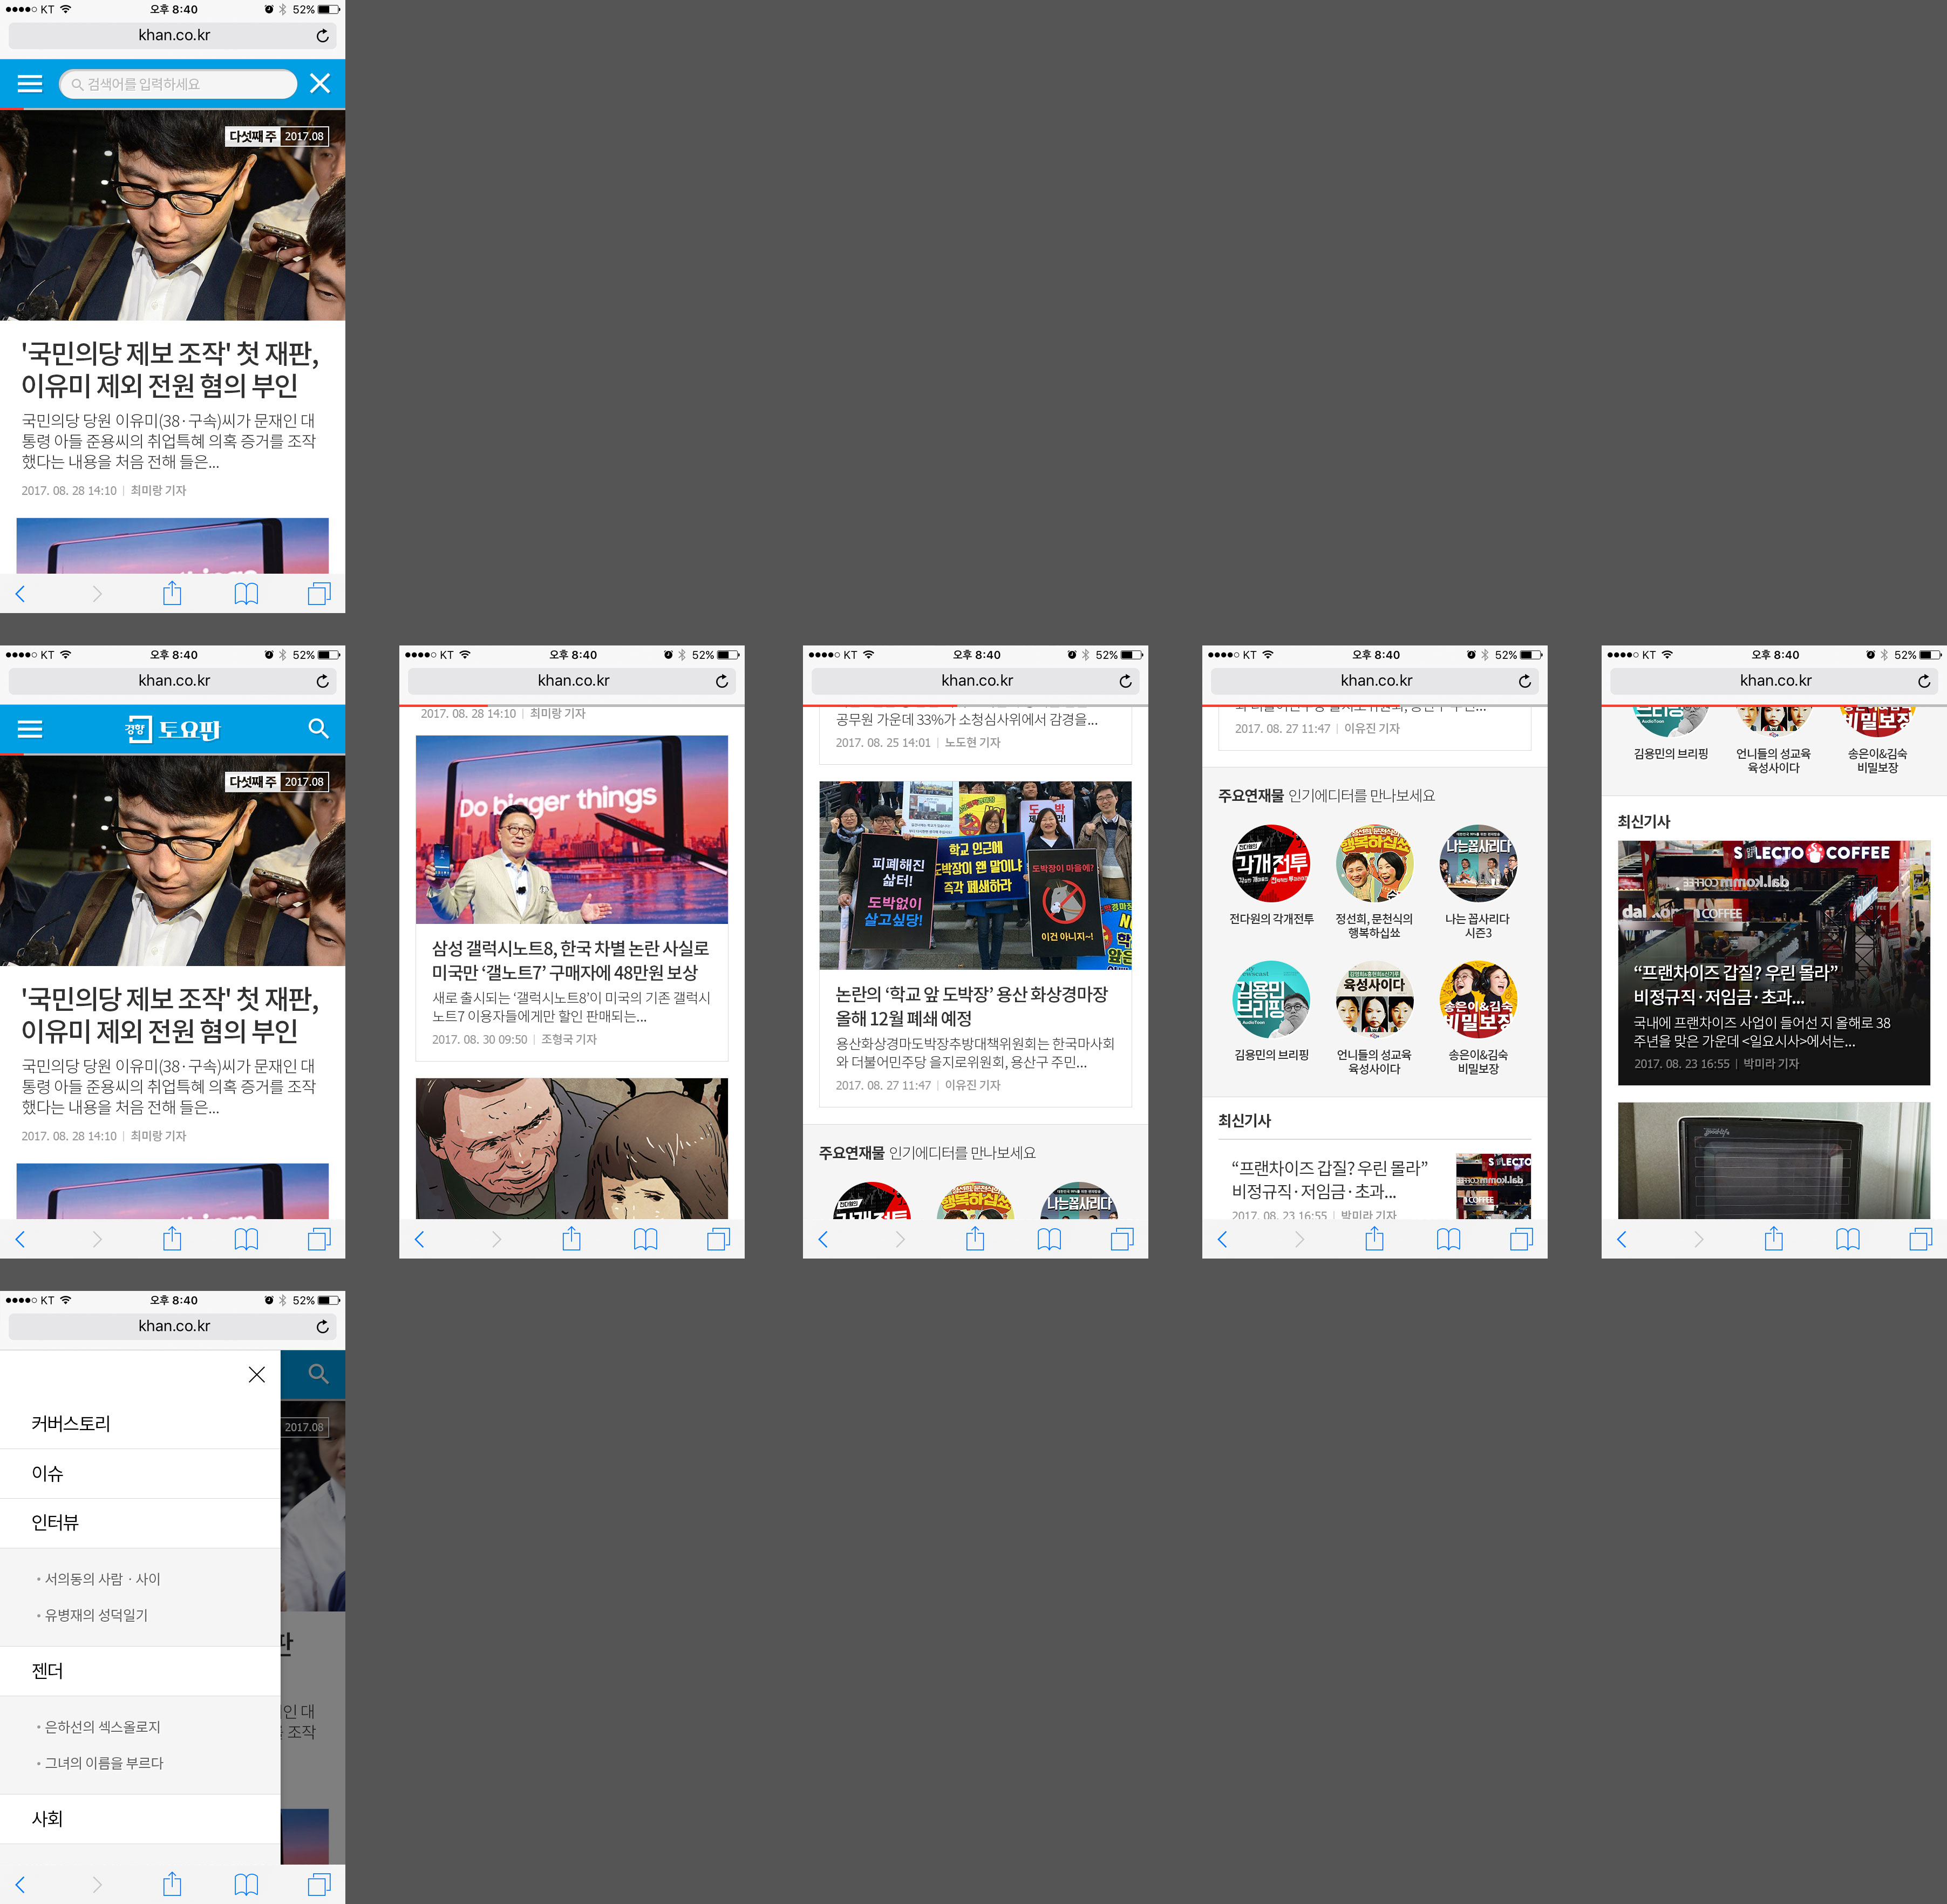 KT 오후 8:40 52%
khan.co.kr
검색어를 입력하세요
다섯째 주 2017.08
'국민의당 제보 조작' 첫 재판,
이유미 제외 전원 혐의 부인
국민의당 당원 이유미(38·구속)씨가 문재인 대
통령 아들 준용씨의 취업특혜 의혹 증거를 조작
했다는 내용을 처음 전해 들은...
2017. 08. 28 14:10 | 최미랑 기자
KT 오후 8:40 52%
khan.co.kr
경향 토요판
다섯째 주 2017.08
'국민의당 제보 조작' 첫 재판,
이유미 제외 전원 혐의 부인
국민의당 당원 이유미(38·구속)씨가 문재인 대
통령 아들 준용씨의 취업특혜 의혹 증거를 조작
했다는 내용을 처음 전해 들은...
2017. 08. 28 14:10 | 최미랑 기자
KT 오후 8:40 52%
khan.co.kr
2017. 08. 28 14:10 | 최미랑 기자
Do bigger things
삼성 갤럭시노트8, 한국 차별 논란 사실로
미국만 ‘갤노트7’ 구매자에 48만원 보상
새로 출시되는 ‘갤럭시노트8’이 미국의 기존 갤럭시
노트7 이용자들에게만 할인 판매되는...
2017. 08. 30 09:50 | 조형국 기자
KT 오후 8:40 52%
khan.co.kr
공무원 가운데 33%가 소청심사위에서 감경을...
2017. 08. 25 14:01 | 노도현 기자
피폐해진
삶터!
도박없이
살고싶당!
학교 인근에
도박장이 왠 말이냐
즉각 폐쇄하라
도박장이 마을에?
이건 아니지~!
논란의 ‘학교 앞 도박장’ 용산 화상경마장
올해 12월 폐쇄 예정
용산화상경마도박장추방대책위원회는 한국마사회
와 더불어민주당 을지로위원회, 용산구 주민...
2017. 08. 27 11:47 | 이유진 기자
주요연재물 인기에디터를 만나보세요
KT 오후 8:40 52%
khan.co.kr
2017. 08. 27 11:47 | 이유진 기자
주요연재물 인기에디터를 만나보세요
각개전투
행복하십쇼
나는꼽사리다
전다원의 각개전투
정선희, 문천식의
행복하십쑈
나는 꼽사리다
시즌3
김용민
브리핑
육성사이다
송은이&김숙
비밀보장
김용민의 브리핑
언니들의 성교육
육성사이다
송은이&김숙
비밀보장
최신기사
“프랜차이즈 갑질? 우린 몰라”
비정규직·저임금·초과...
2017. 08. 23 16:55 | 박미라 기자
KT 오후 8:40 52%
khan.co.kr
김용민의 브리핑
언니들의 성교육
육성사이다
송은이&김숙
비밀보장
최신기사
SELECTO COFFEE
“프랜차이즈 갑질? 우린 몰라”
비정규직·저임금·초과...
국내에 프랜차이즈 사업이 들어선 지 올해로 38
주년을 맞은 가운데 <일요시사>에서는...
2017. 08. 23 16:55 | 박미라 기자
KT 오후 8:40 52%
khan.co.kr
2017.08
커버스토리
이슈
인터뷰
서의동의 사람 · 사이
유병재의 성덕일기
젠더
은하선의 섹스올로지
그녀의 이름을 부르다
사회